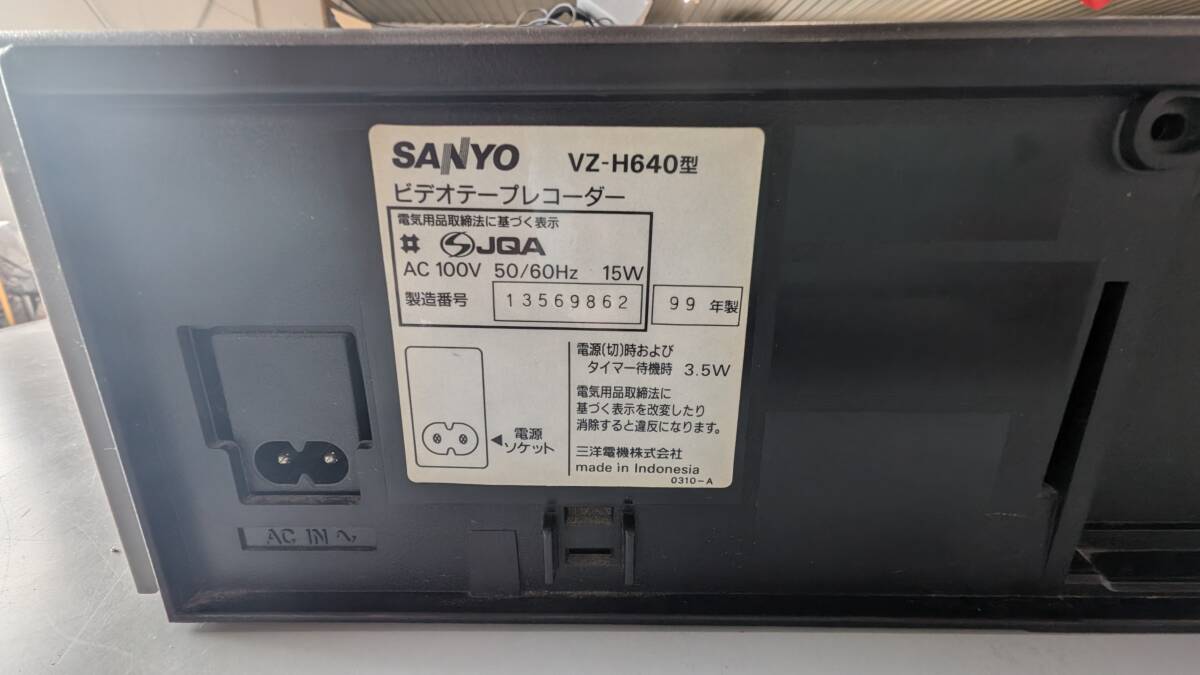 SANYO VZ-H640型
ビデオテープレコーダー
電気用品取締法に基づく表示
JQA
AC 100V 50/60Hz 15W
製造番号 13569862 99年製
電源(切)時および
タイマー待機時 3.5W
電気用品取締法に
基づく表示を改変したり
消除すると違反になります。
電源
ソケット
三洋電機株式会社
made in Indonesia
0310-A
AC IN ~